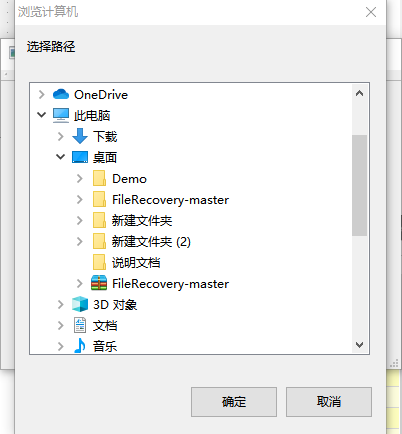 浏览计算机
选择路径
OneDrive
此电脑
下载
桌面
Demo
FileRecovery-master
新建文件夹
新建文件夹 (2)
说明文档
FileRecovery-master
3D 对象
文档
音乐
确定
取消